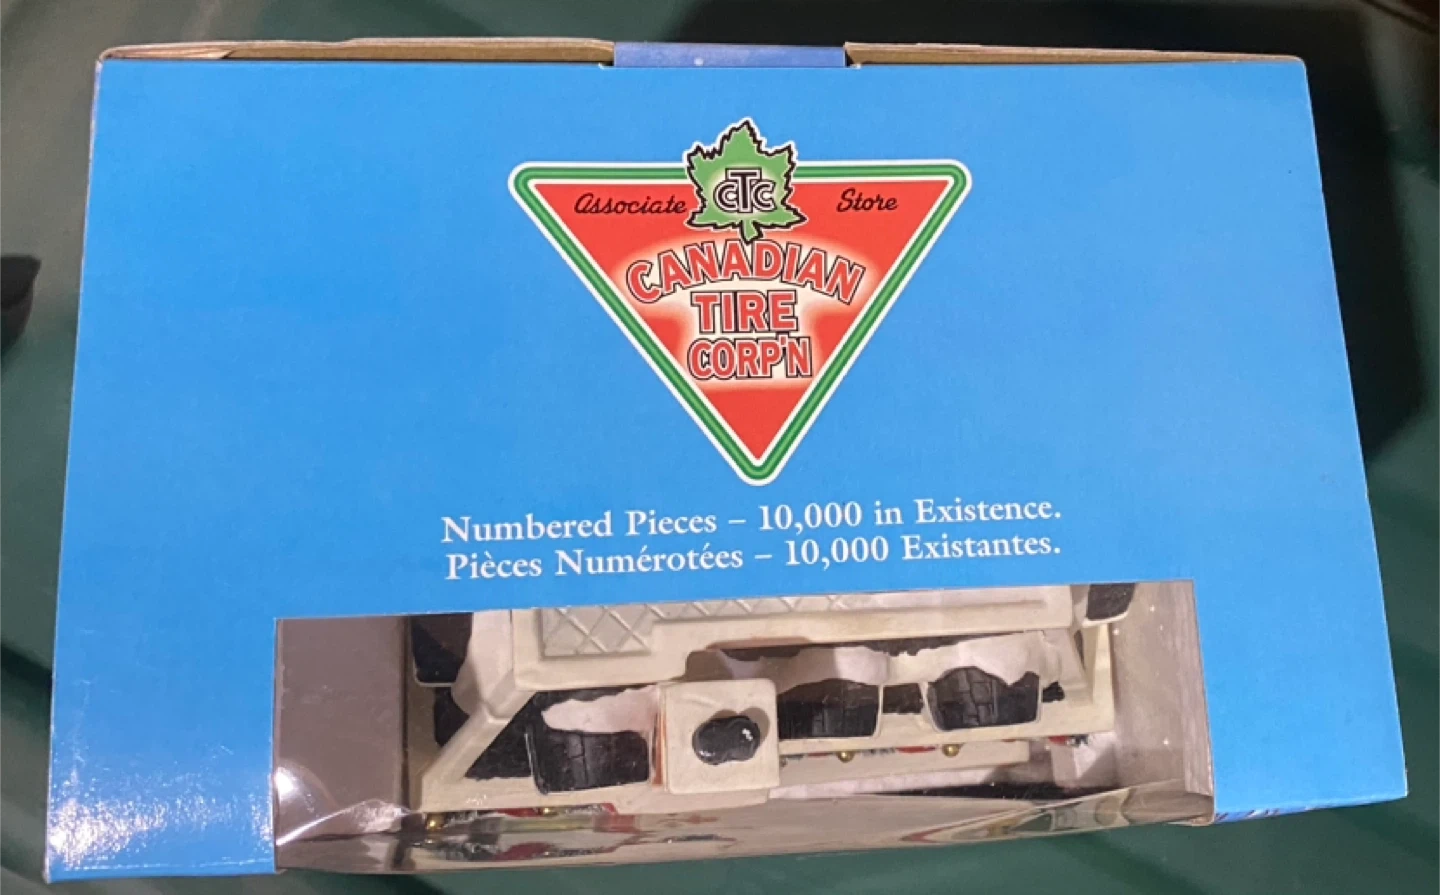 Associate CTC Store
CANADIAN
TIRE
CORP'N
Numbered Pieces – 10,000 in Existence.
Pièces Numérotées – 10,000 Existantes.